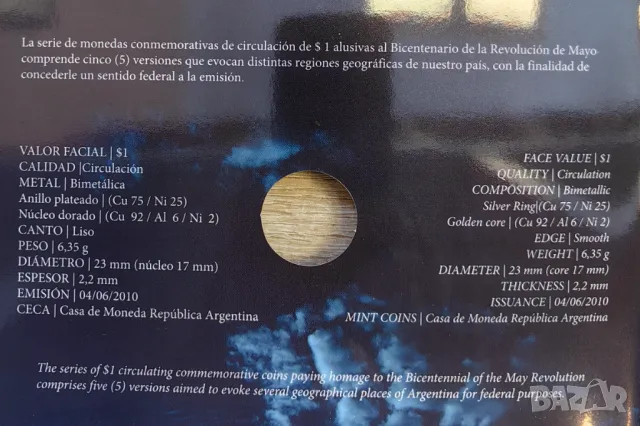 La serie de monedas conmemorativas de circulación de $ 1 alusivas al Bicentenario de la Revolución de Mayo
comprende cinco (5) versiones que evocan distintas regiones geográficas de nuestro país, con la finalidad de
concederle un sentido federal a la emisión.
VALOR FACIAL | $1
CALIDAD |Circulación
METAL | Bimetálica
Anillo plateado | (Cu 75 / Ni 25)
Núcleo dorado | (Cu 92 / Al 6 / Ni 2)
CANTO | Liso
PESO | 6,35 g
DIÁMETRO | 23 mm (núcleo 17 mm)
ESPESOR | 2,2 mm
EMISIÓN | 04/06/2010
CECA | Casa de Moneda República Argentina
FACE VALUE | $1
QUALITY | Circulation
COMPOSITION | Bimetallic
Silver Ring|(Cu 75 / Ni 25)
Golden core | (Cu 92 / Al 6 / Ni 2)
EDGE | Smooth
WEIGHT | 6,35 g
DIAMETER | 23 mm (core 17 mm)
THICKNESS | 2,2 mm
ISSUANCE | 04/06/2010
MINT COINS | Casa de Moneda República Argentina
The series of $1 circulating commemorative coins paying homage to the Bicentennial of the May Revolution
comprises five (5) versions aimed to evoke several geographical places of Argentina for federal purposes.
BAZAR